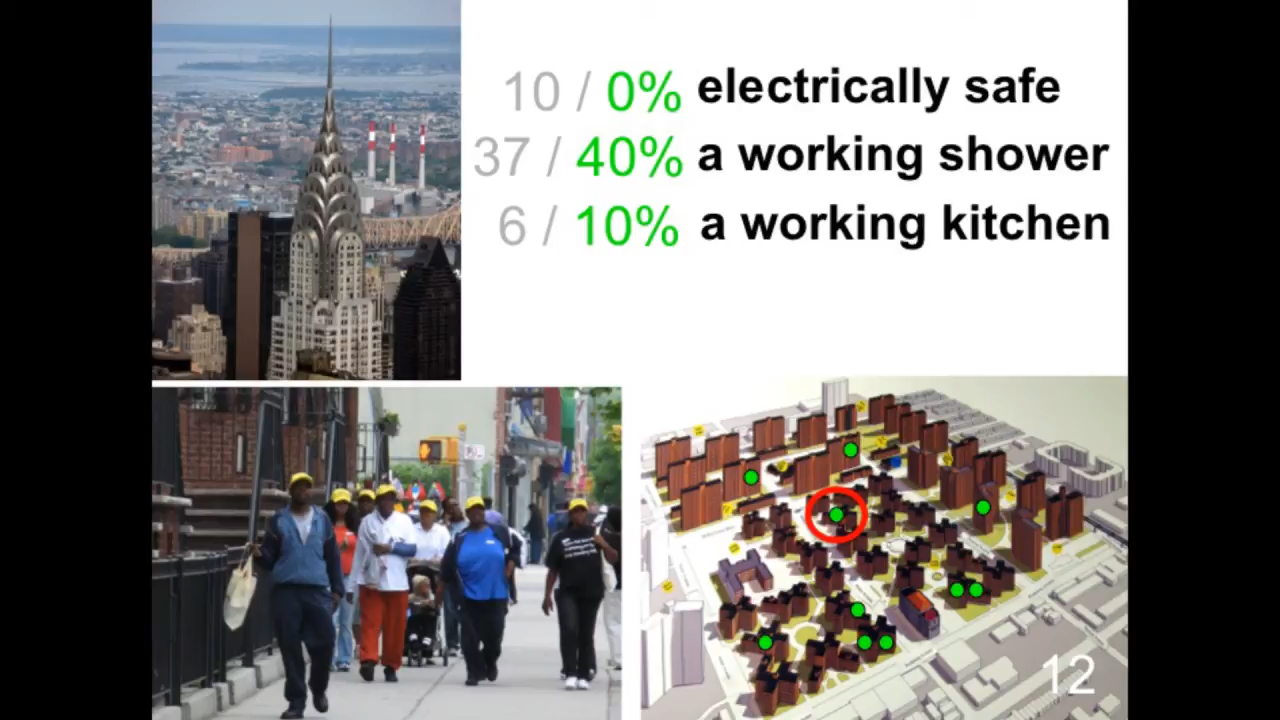 10 / 0% electrically safe
37 / 40% a working shower
6 / 10% a working kitchen
12